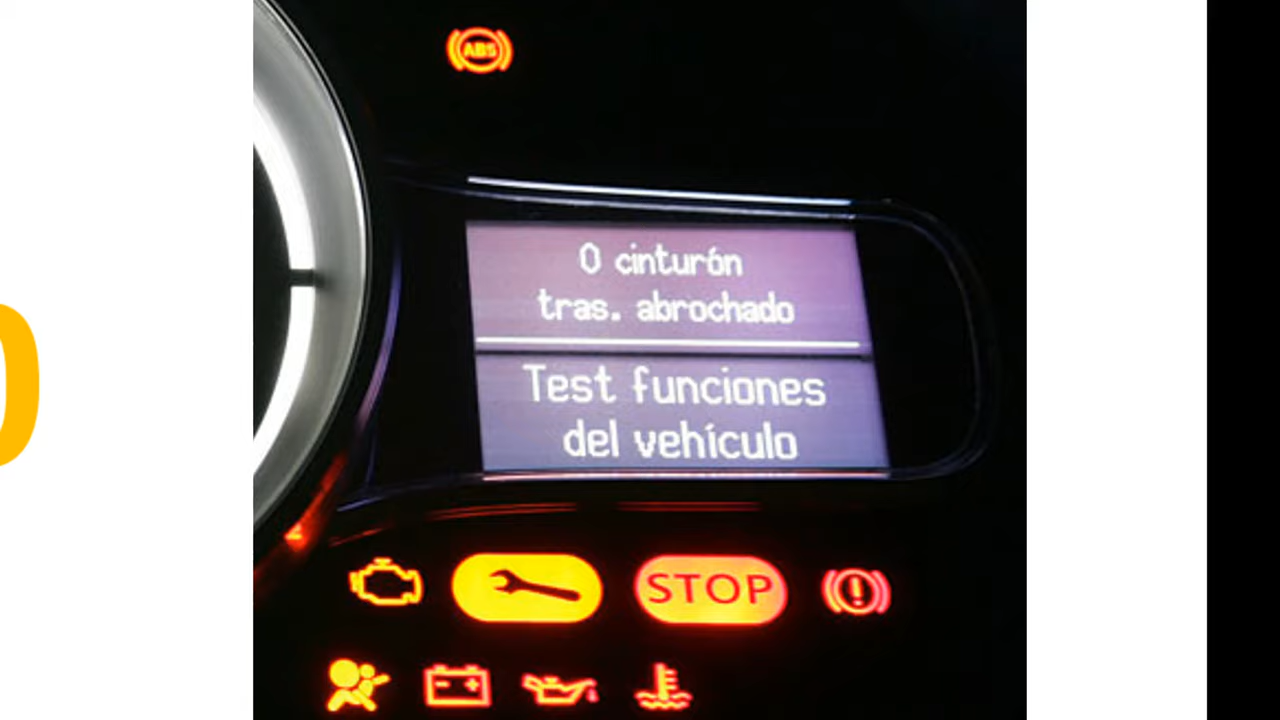 ABS
0 cinturón
tras. abrochado
Test funciones
del vehículo
STOP